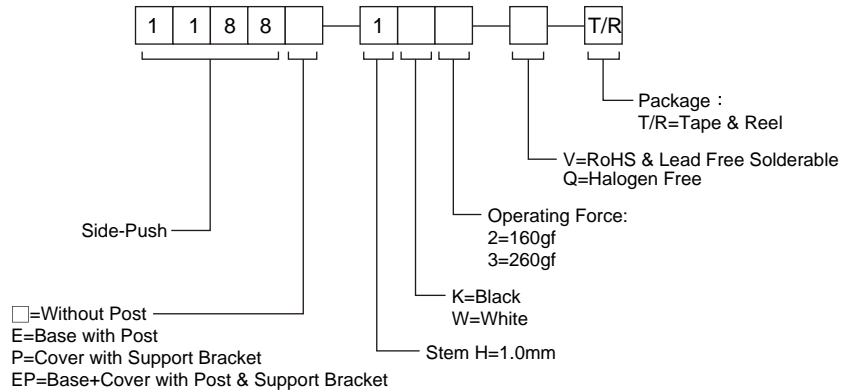 1 1 8 8 □ — 1 □ □ — □ — T/R
Package：
T/R=Tape & Reel
V=RoHS & Lead Free Solderable
Q=Halogen Free
Operating Force:
2=160gf
3=260gf
Side-Push
K=Black
W=White
Stem H=1.0mm
□=Without Post
E=Base with Post
P=Cover with Support Bracket
EP=Base+Cover with Post & Support Bracket